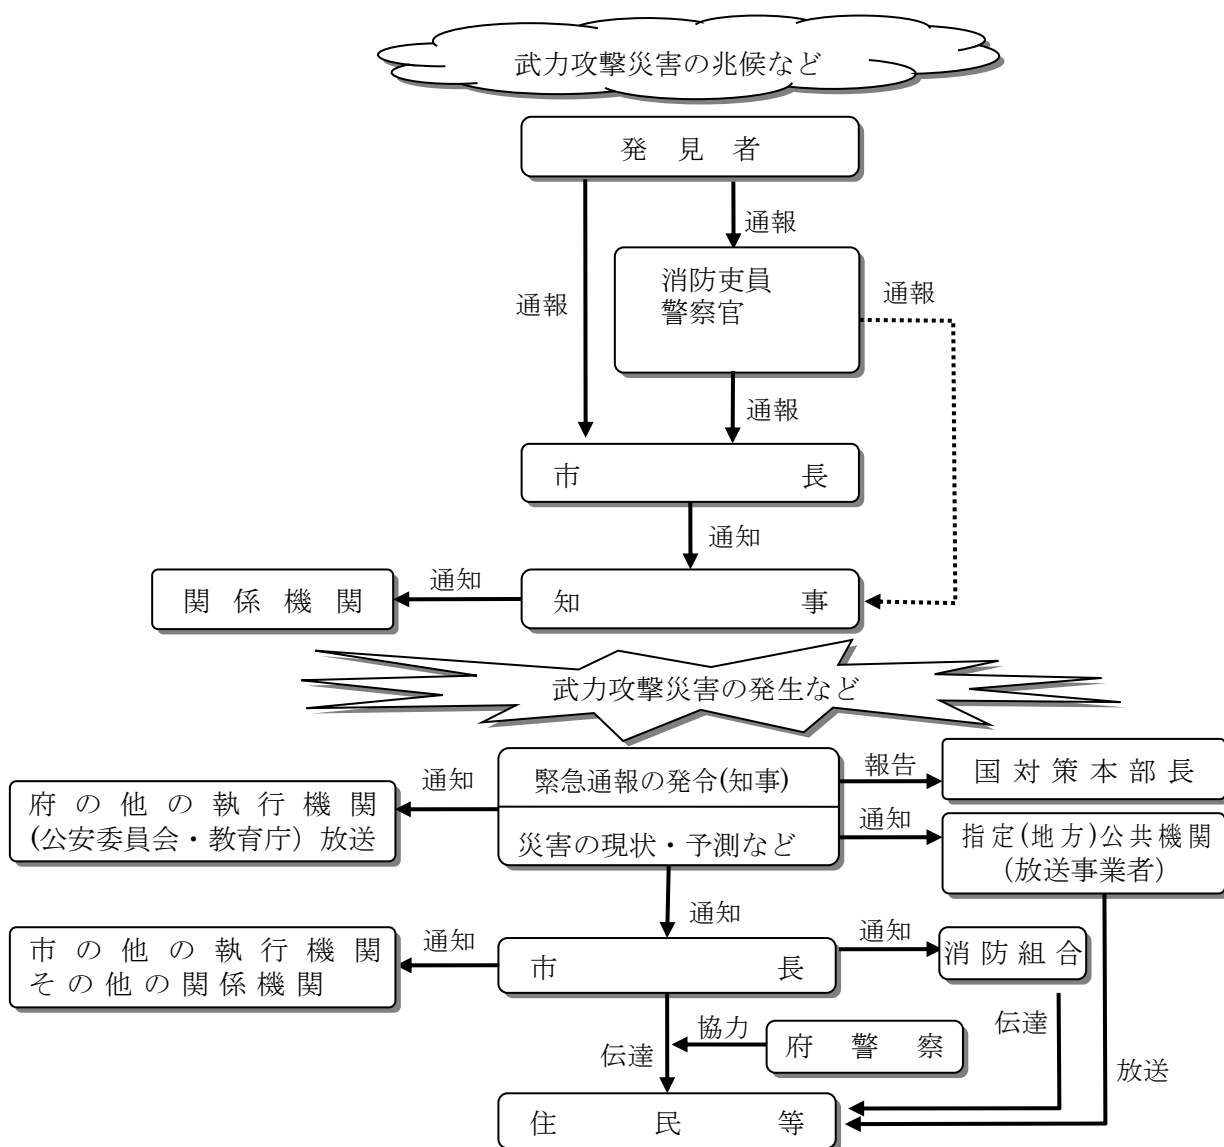 武力攻撃災害の兆候など
発見者
通報
消防吏員
警察官
通報
通報
通報
市長
通知
関係機関
通知
知事
武力攻撃災害の発生など
緊急通報の発令(知事)
災害の現状・予測など
報告
国対策本部長
通知
府の他の執行機関
(公安委員会・教育庁）放送
通知
指定(地方)公共機関
（放送事業者）
通知
市の他の執行機関
その他の関係機関
通知
市長
通知
消防組合
協力
府警察
伝達
伝達
放送
住民等